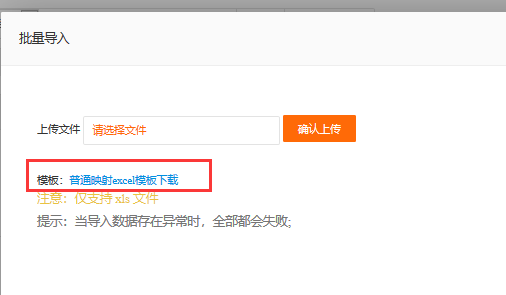 批量导入
上传文件 请选择文件 确认上传
模板：普通映射excel模板下载
注意：仅支持 xls 文件
提示：当导入数据存在异常时，全部都会失败;